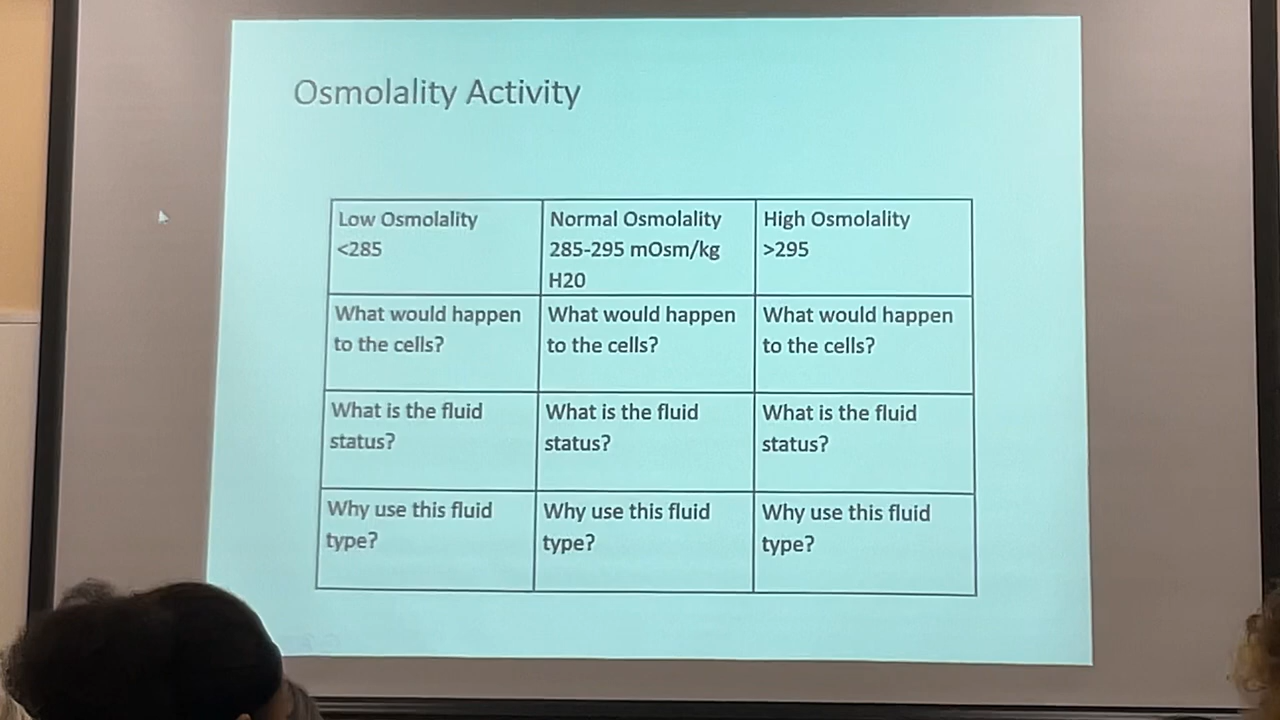 Osmolality Activity
Low Osmolality
<285
Normal Osmolality
285-295 mOsm/kg
H20
High Osmolality
>295
What would happen
to the cells?
What would happen
to the cells?
What would happen
to the cells?
What is the fluid
status?
What is the fluid
status?
What is the fluid
status?
Why use this fluid
type?
Why use this fluid
type?
Why use this fluid
type?